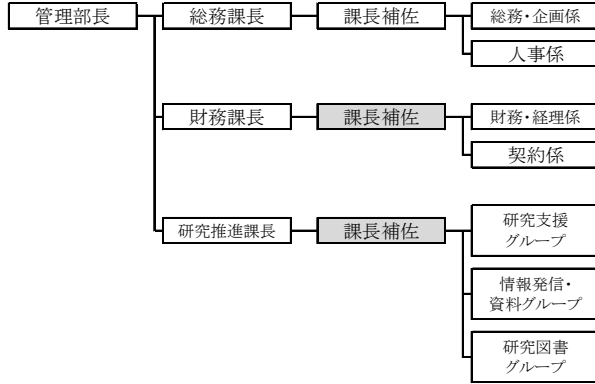 管理部長
総務課長
課長補佐
総務・企画係
人事係
財務課長
課長補佐
財務・経理係
契約係
研究推進課長
課長補佐
研究支援
グループ
情報発信・
資料グループ
研究図書
グループ